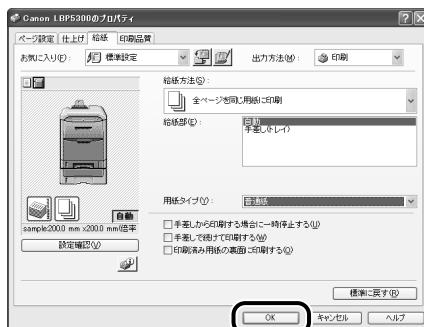 Canon LBP5300のプロパティ
ページ設定 仕上げ 給紙 印刷品質
お気に入り(F): 標準設定 出力方法(M): 印刷
給紙方法(S):
全ページを同じ用紙に印刷
給紙部(E):
自動
手差し(トレイ)
自動
用紙タイプ(Y): 普通紙
sample:200.0 mm x200.0 mm(倍率
手差しから印刷する場合に一時停止する(U)
手差しで続けて印刷する(W)
印刷済み用紙の裏面に印刷する(G)
設定確認(V)
標準に戻す(R)
OK キャンセル ヘルプ